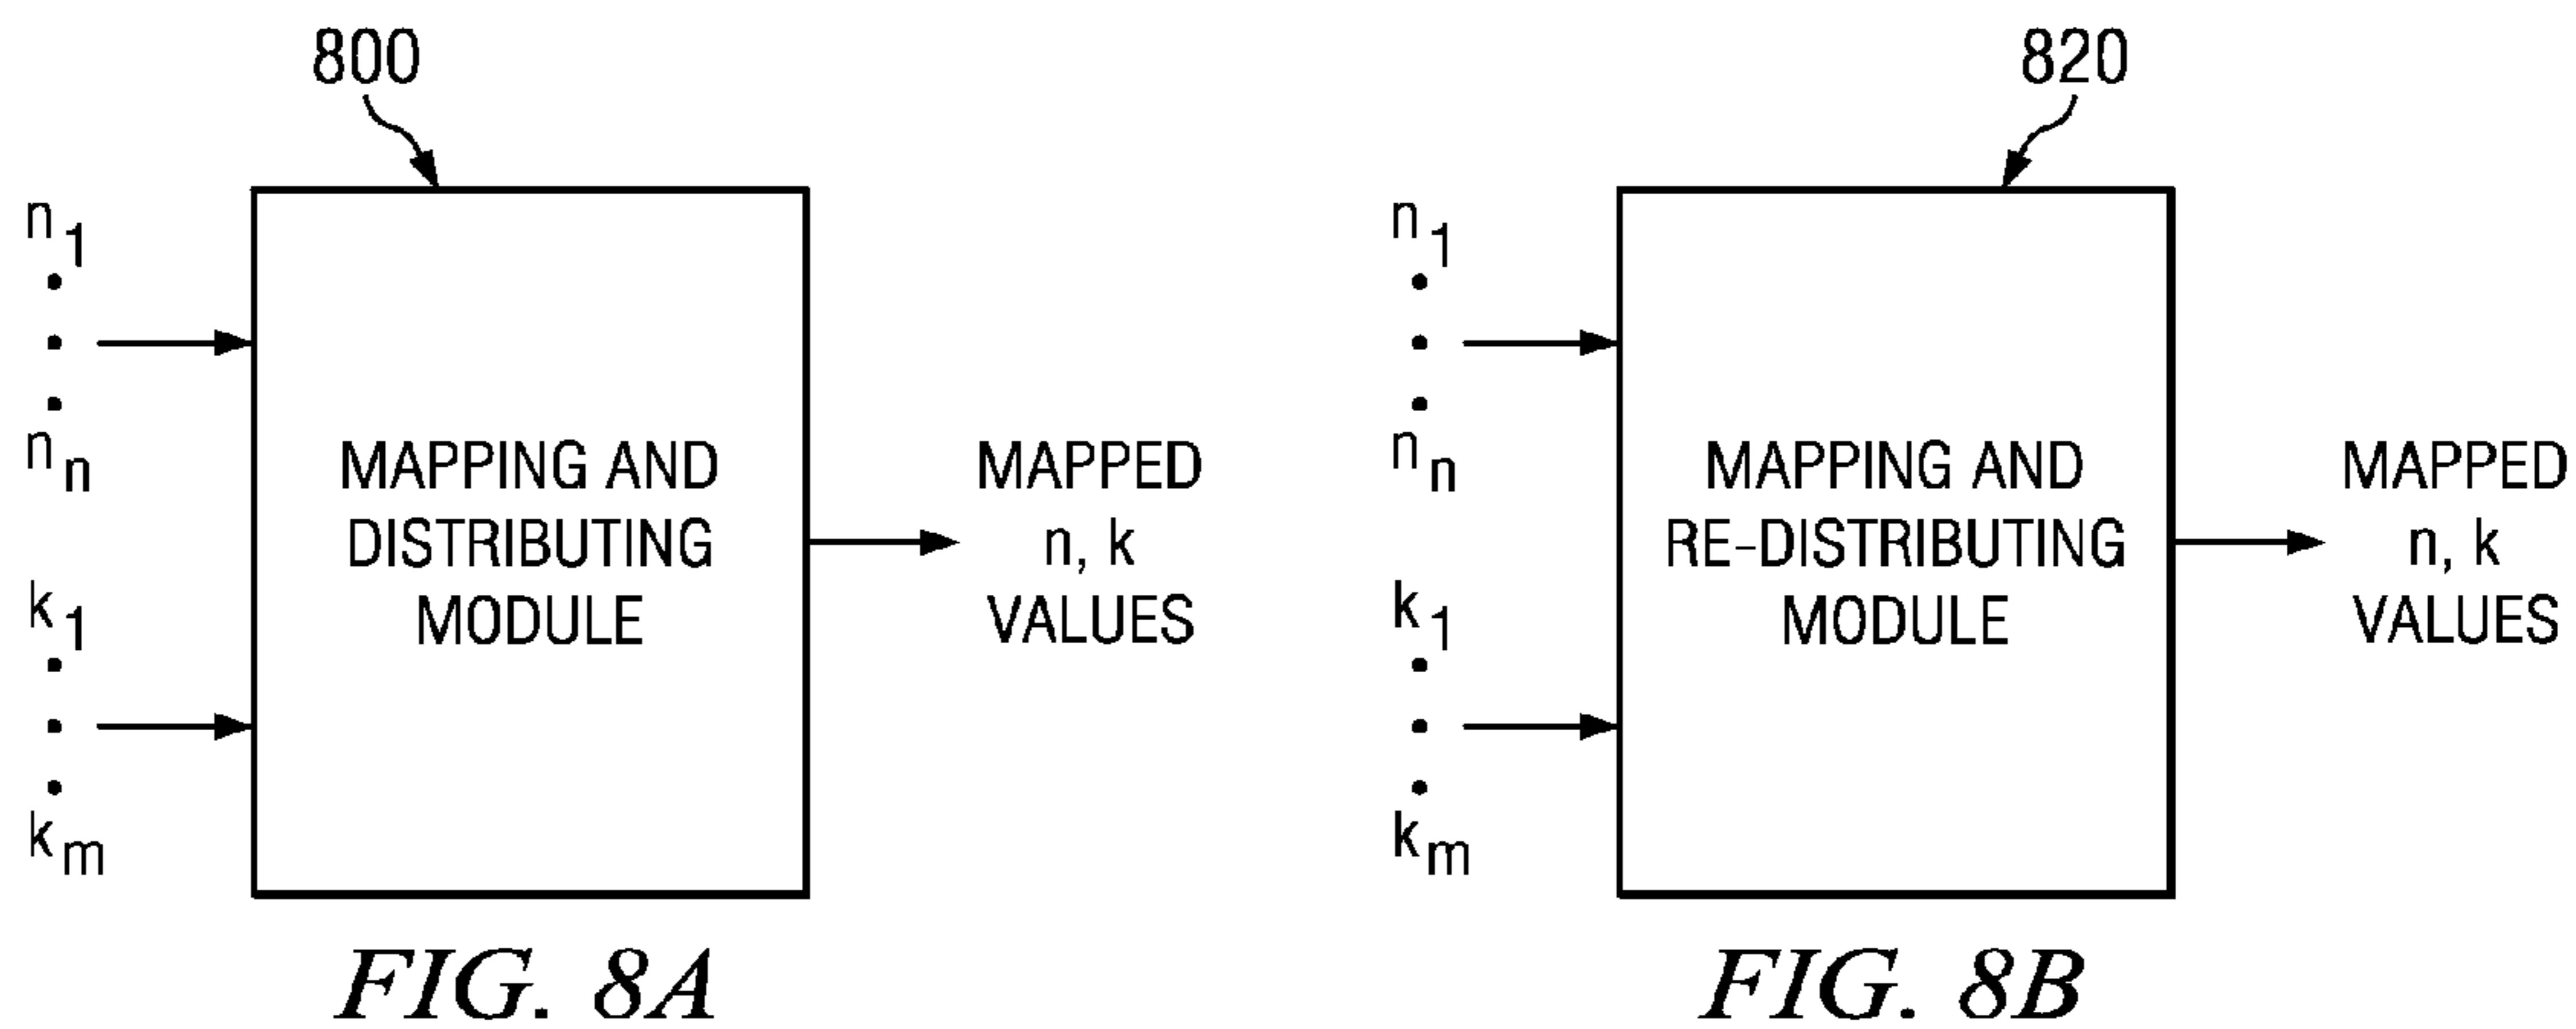 800
n1
.
.
.
nn
k1
.
.
.
km
MAPPING AND
DISTRIBUTING
MODULE
MAPPED
n, k
VALUES
FIG. 8A
820
n1
.
.
.
nn
k1
.
.
.
km
MAPPING AND
RE-DISTRIBUTING
MODULE
MAPPED
n, k
VALUES
FIG. 8B